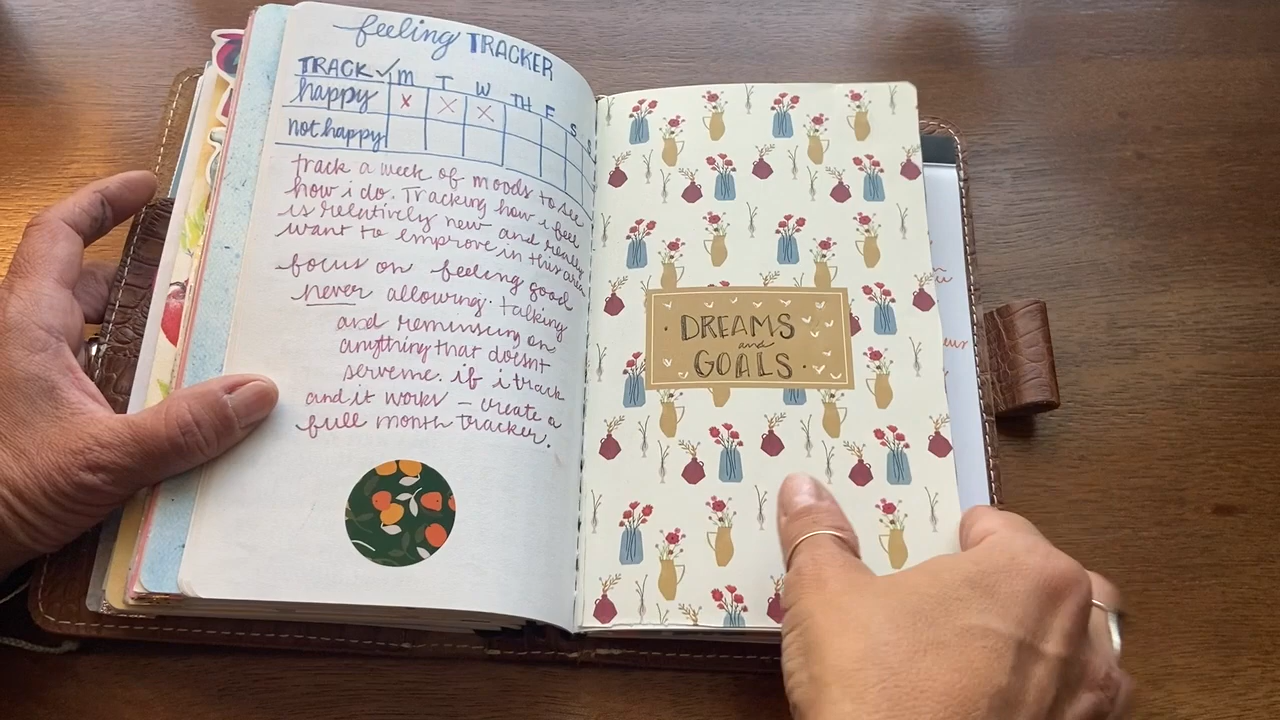 feeling TRACKER
TRACK ✓ M T W TH F S
happy x x x
not happy
track a week of moods to see
how i do. Tracking how i feel
is relatively new and really
want to improve in this area
focus on feeling good
never allowing. talking
and reminising on
anything that doesnt
serve me. if i track
and it works - create a
full month tracker.
DREAMS
and
GOALS.